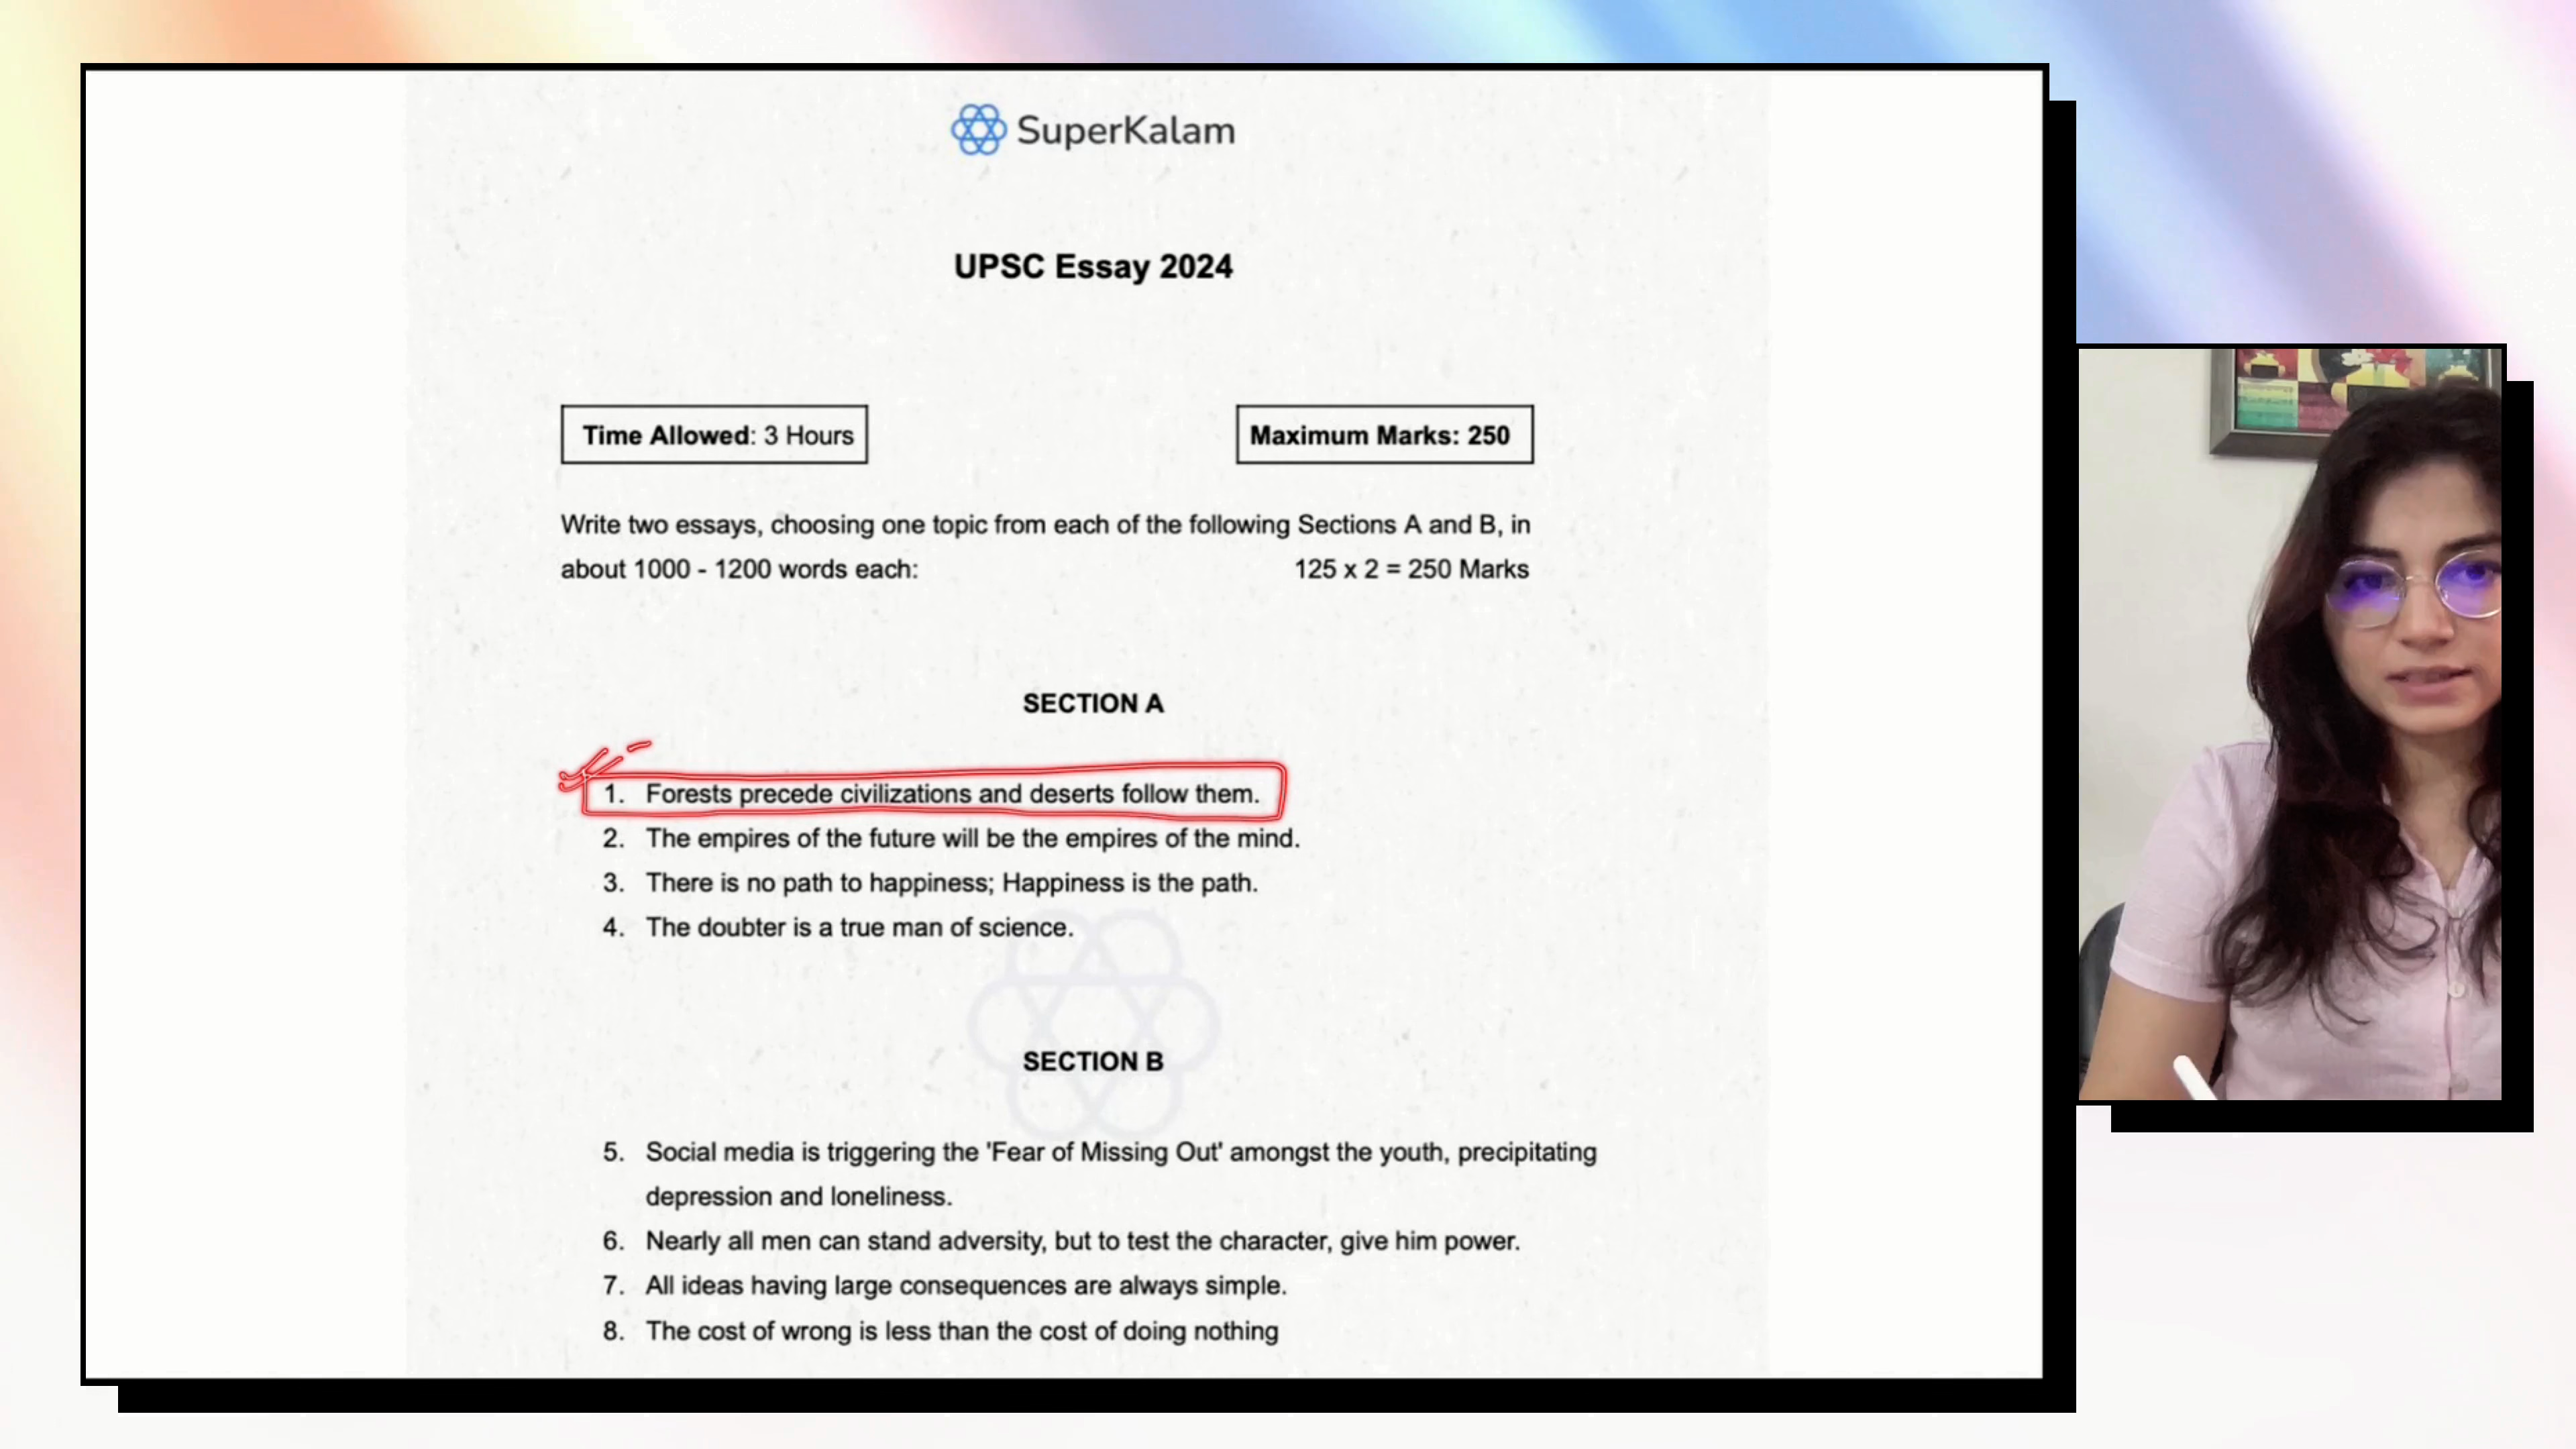 SuperKalam
UPSC Essay 2024
Time Allowed: 3 Hours
Maximum Marks: 250
Write two essays, choosing one topic from each of the following Sections A and B, in
about 1000 - 1200 words each:
125 x 2 = 250 Marks
SECTION A
1. Forests precede civilizations and deserts follow them.
2. The empires of the future will be the empires of the mind.
3. There is no path to happiness; Happiness is the path.
4. The doubter is a true man of science.
SECTION B
5. Social media is triggering the 'Fear of Missing Out' amongst the youth, precipitating
depression and loneliness.
6. Nearly all men can stand adversity, but to test the character, give him power.
7. All ideas having large consequences are always simple.
8. The cost of wrong is less than the cost of doing nothing